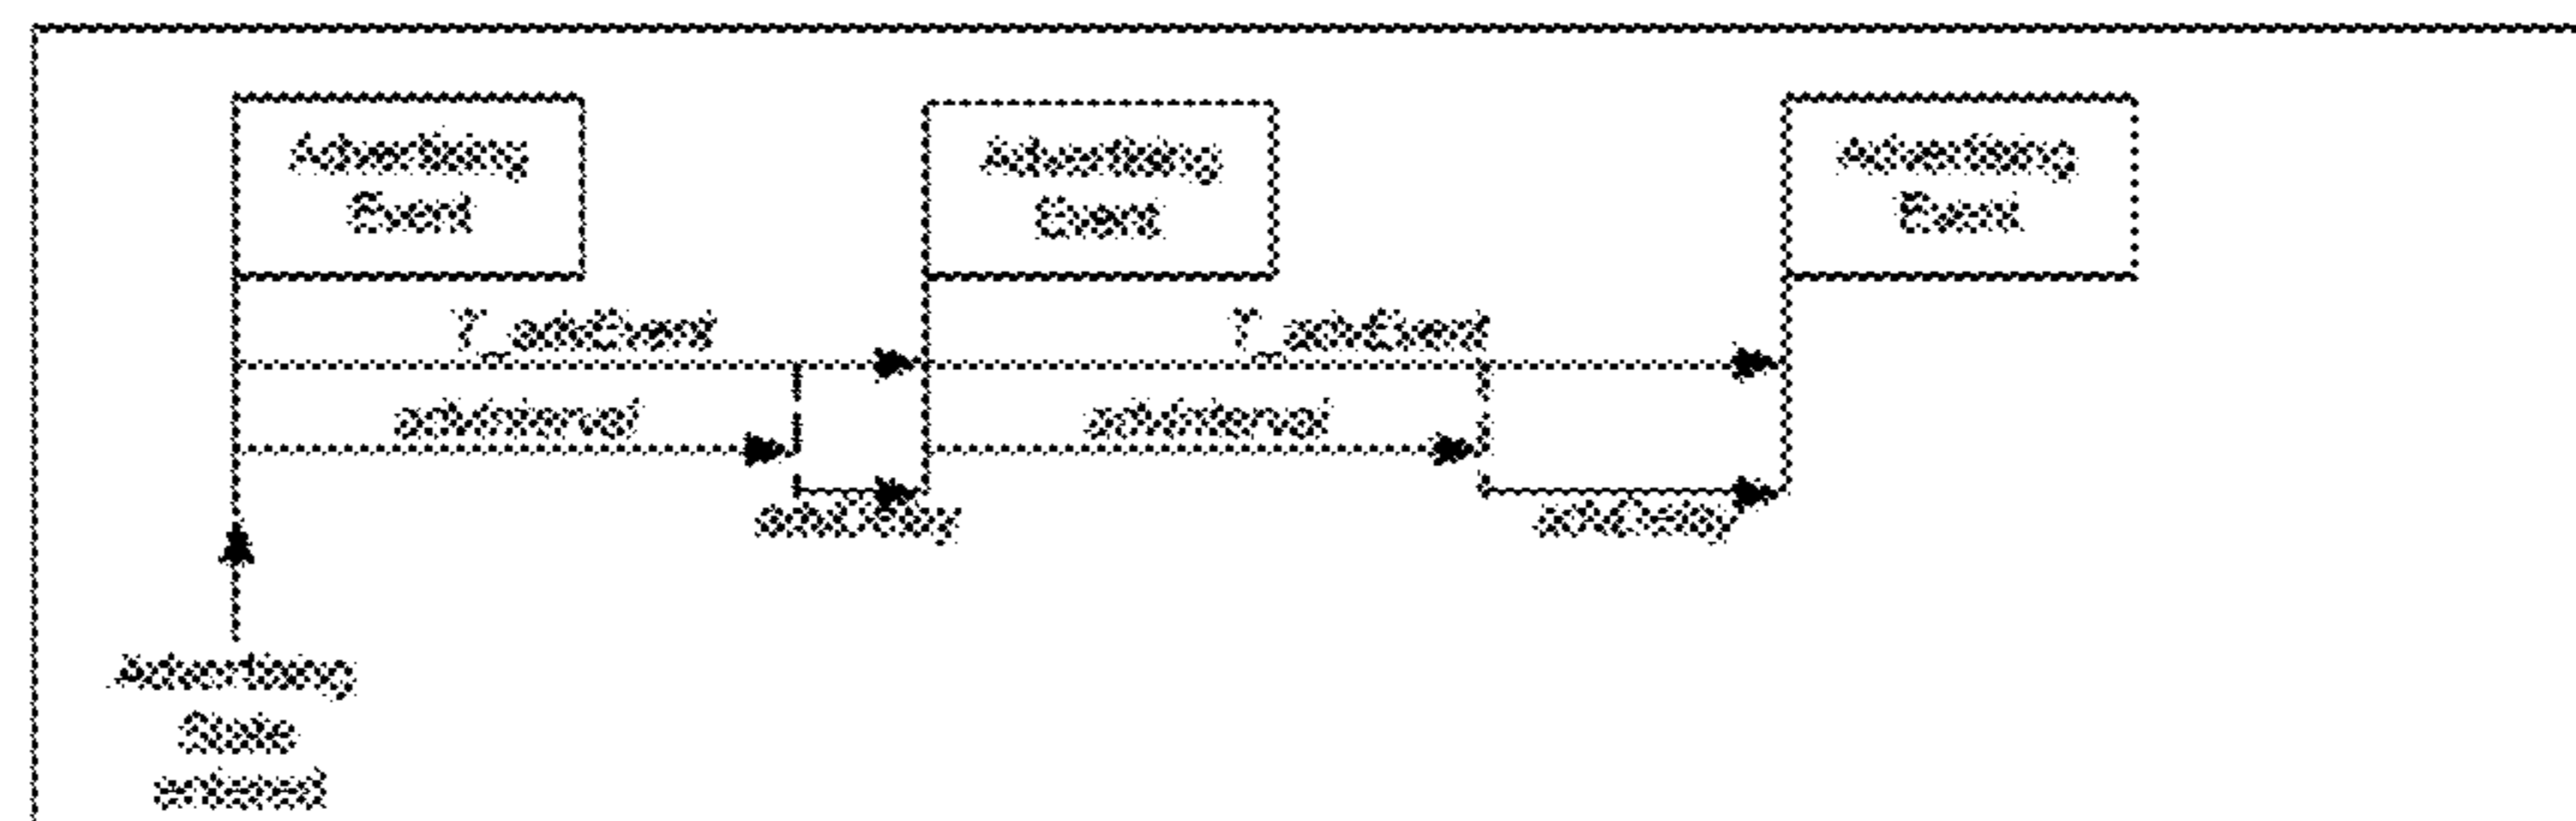 Advertising
Event
Advertising
Event
Advertising
Event
T_advEvent
T_advEvent
advInterval
advInterval
advDelay
advDelay
Advertising
State
entered